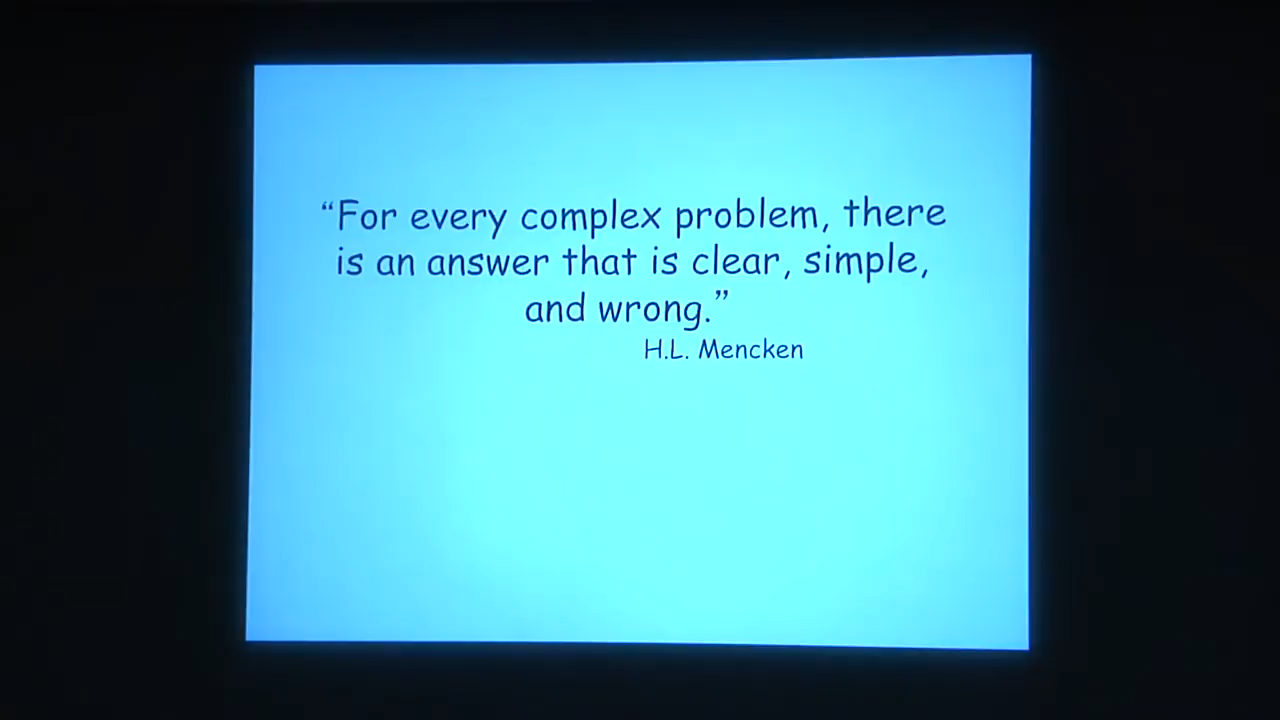 “For every complex problem, there
is an answer that is clear, simple,
and wrong.”
H.L. Mencken